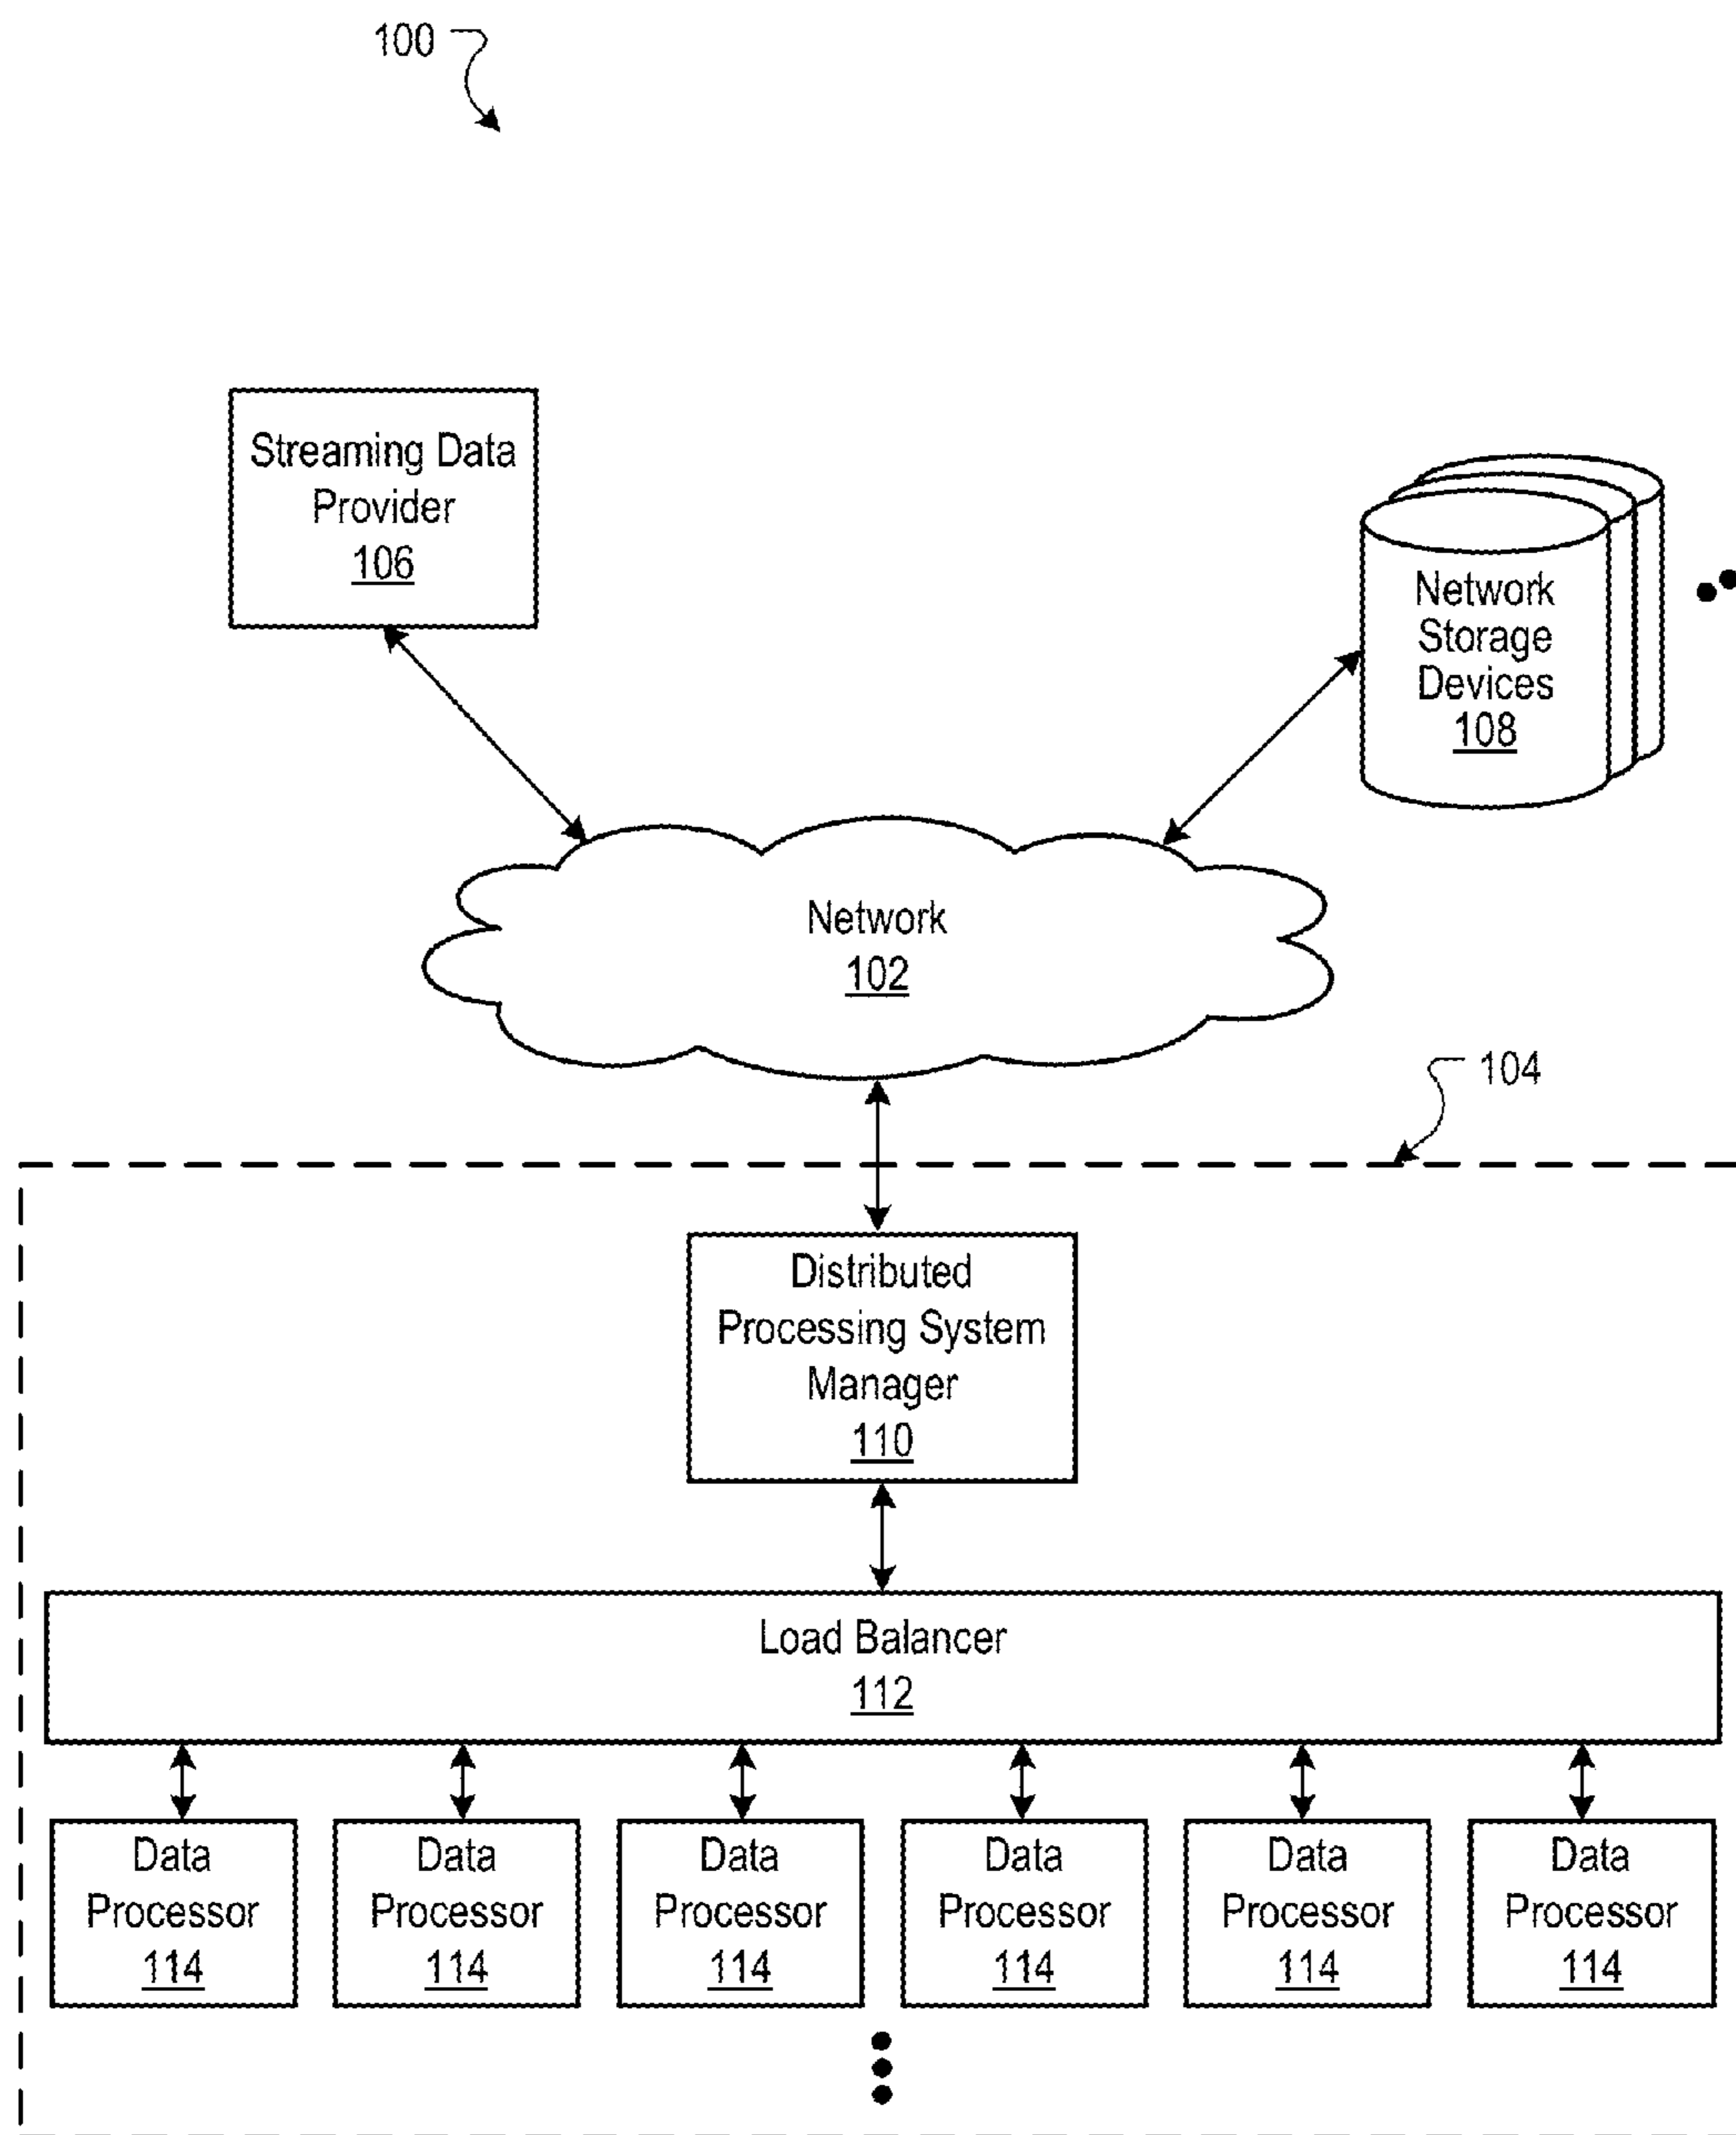 100
Streaming Data
Provider
106
Network
Storage
Devices
108
Network
102
104
Distributed
Processing System
Manager
110
Load Balancer
112
Data
Processor
114
Data
Processor
114
Data
Processor
114
Data
Processor
114
Data
Processor
114
Data
Processor
114